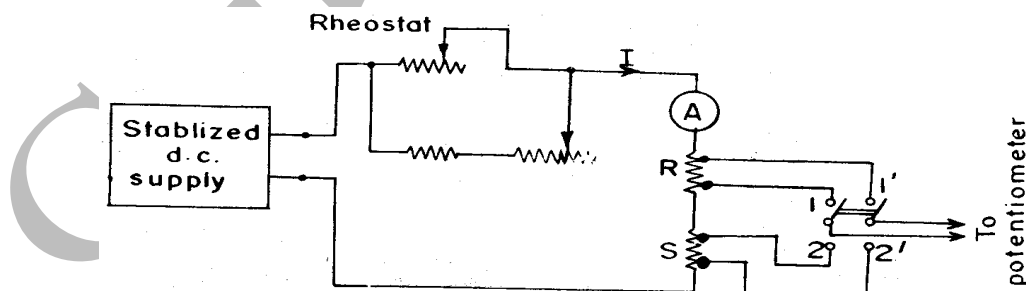 Rheostat
I
Stablized
d.c.
supply
A
R
1
1'
S
2
2'
To
potentiometer